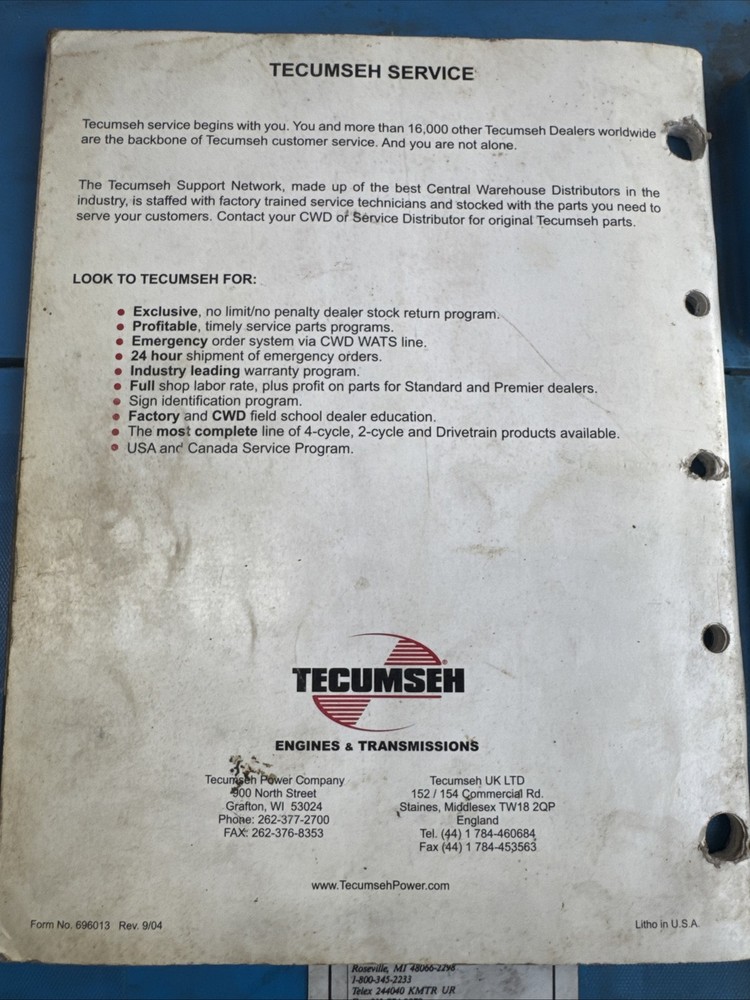 TECUMSEH SERVICE
Tecumseh service begins with you. You and more than 16,000 other Tecumseh Dealers worldwide
are the backbone of Tecumseh customer service. And you are not alone.
The Tecumseh Support Network, made up of the best Central Warehouse Distributors in the
industry, is staffed with factory trained service technicians and stocked with the parts you need to
serve your customers. Contact your CWD or Service Distributor for original Tecumseh parts.
LOOK TO TECUMSEH FOR:
• Exclusive, no limit/no penalty dealer stock return program.
• Profitable, timely service parts programs.
• Emergency order system via CWD WATS line.
• 24 hour shipment of emergency orders.
• Industry leading warranty program.
• Full shop labor rate, plus profit on parts for Standard and Premier dealers.
• Sign identification program.
• Factory and CWD field school dealer education.
• The most complete line of 4-cycle, 2-cycle and Drivetrain products available.
• USA and Canada Service Program.
TECUMSEH®
ENGINES & TRANSMISSIONS
Tecumseh Power Company
900 North Street
Grafton, WI 53024
Phone: 262-377-2700
FAX: 262-376-8353
Tecumseh UK LTD
152 / 154 Commercial Rd.
Staines, Middlesex TW18 2QP
England
Tel. (44) 1 784-460684
Fax (44) 1 784-453563
www.TecumsehPower.com
Form No. 696013 Rev. 9/04
Litho in U.S.A.
Roseville, MI 48066-2298
1-800-345-2233
Telex 244040 KMTR UR